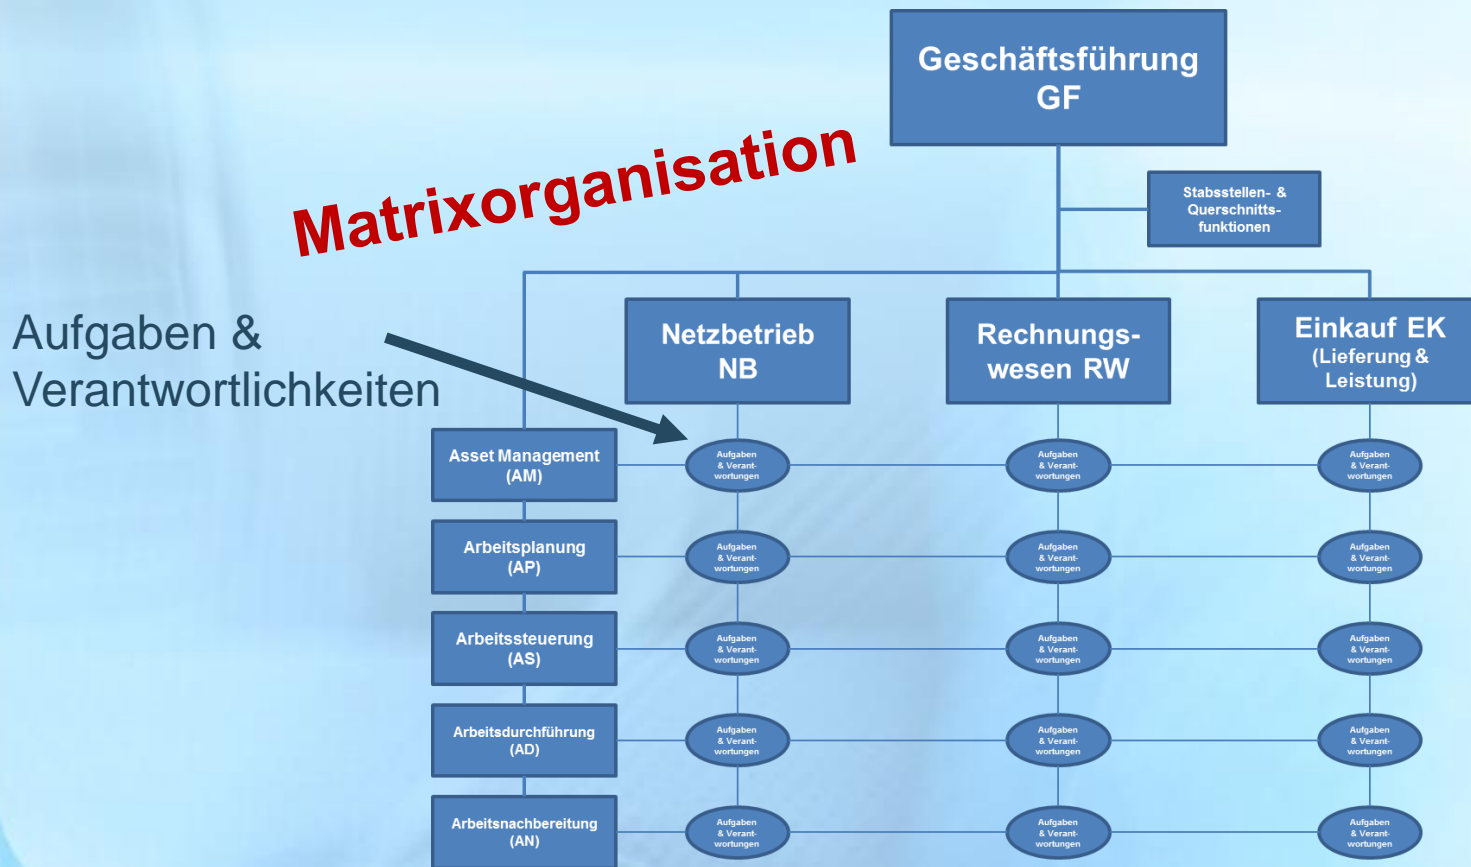 Geschäftsführung
GF
Matrixorganisation
Stabsstellen- &
Querschnitts-
funktionen
Aufgaben &
Verantwortlichkeiten
Netzbetrieb
NB
Rechnungs-
wesen RW
Einkauf EK
(Lieferung &
Leistung)
Asset Management
(AM)
Aufgaben
& Verant-
wortungen
Aufgaben
& Verant-
wortungen
Aufgaben
& Verant-
wortungen
Arbeitsplanung
(AP)
Aufgaben
& Verant-
wortungen
Aufgaben
& Verant-
wortungen
Aufgaben
& Verant-
wortungen
Arbeitssteuerung
(AS)
Aufgaben
& Verant-
wortungen
Aufgaben
& Verant-
wortungen
Aufgaben
& Verant-
wortungen
Arbeitsdurchführung
(AD)
Aufgaben
& Verant-
wortungen
Aufgaben
& Verant-
wortungen
Aufgaben
& Verant-
wortungen
Arbeitsnachbereitung
(AN)
Aufgaben
& Verant-
wortungen
Aufgaben
& Verant-
wortungen
Aufgaben
& Verant-
wortungen